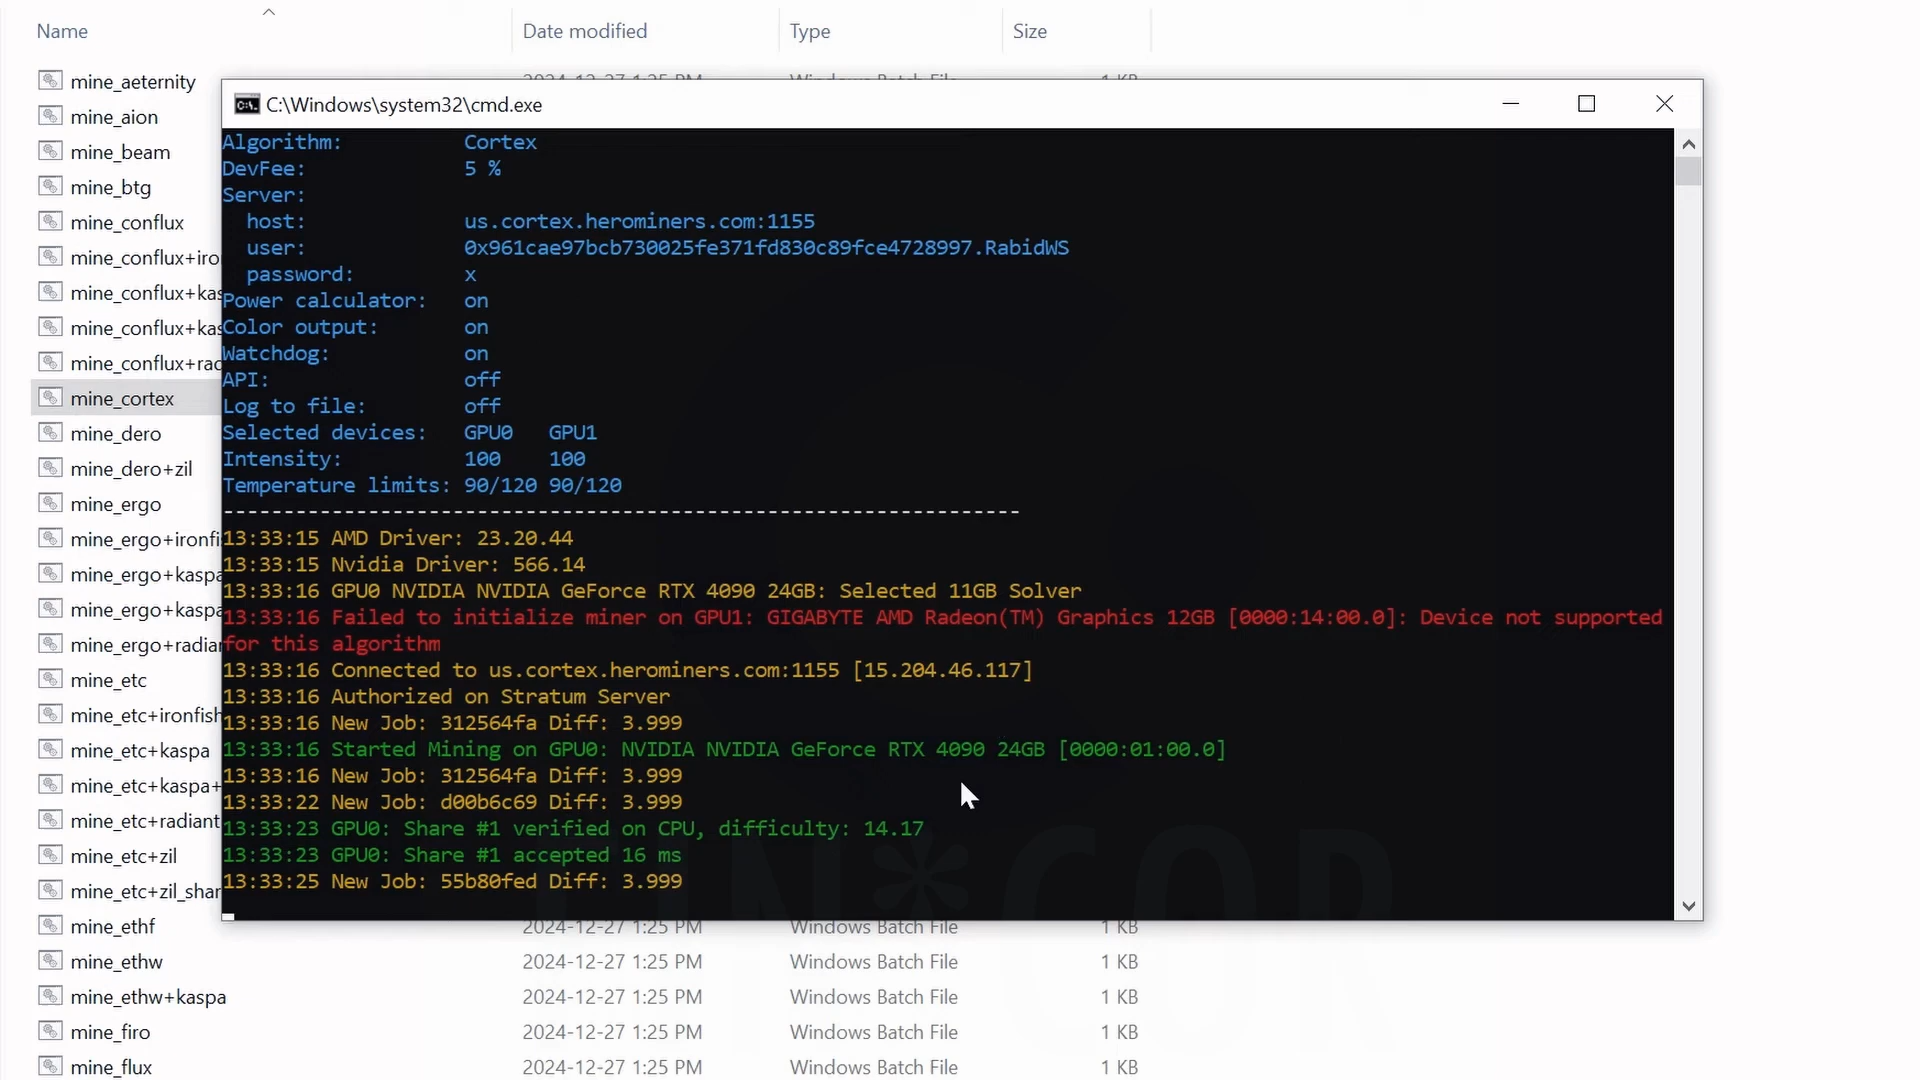 Name Date modified Type Size
mine_aeternity 2024-12-27 1:25 PM Windows Batch File 1 KB
mine_aion
mine_beam
mine_btg
mine_conflux
mine_conflux+iro
mine_conflux+kas
mine_conflux+kas
mine_conflux+rad
mine_cortex
mine_dero
mine_dero+zil
mine_ergo
mine_ergo+ironfi
mine_ergo+kaspa
mine_ergo+kaspa
mine_ergo+radian
mine_etc
mine_etc+ironfish
mine_etc+kaspa
mine_etc+kaspa+
mine_etc+radiant
mine_etc+zil
mine_etc+zil_shar
mine_ethf 2024-12-27 1:25 PM Windows Batch File 1 KB
mine_ethw 2024-12-27 1:25 PM Windows Batch File 1 KB
mine_ethw+kaspa 2024-12-27 1:25 PM Windows Batch File 1 KB
mine_firo 2024-12-27 1:25 PM Windows Batch File 1 KB
mine_flux 2024-12-27 1:25 PM Windows Batch File 1 KB
C:\Windows\system32\cmd.exe
Algorithm: Cortex
DevFee: 5 %
Server:
host: us.cortex.herominers.com:1155
user: 0x961cae97bcb730025fe371fd830c89fce4728997.RabidWS
password: x
Power calculator: on
Color output: on
Watchdog: on
API: off
Log to file: off
Selected devices: GPU0 GPU1
Intensity: 100 100
Temperature limits: 90/120 90/120
------------------------------------------------------------------
13:33:15 AMD Driver: 23.20.44
13:33:15 Nvidia Driver: 566.14
13:33:16 GPU0 NVIDIA NVIDIA GeForce RTX 4090 24GB: Selected 11GB Solver
13:33:16 Failed to initialize miner on GPU1: GIGABYTE AMD Radeon(TM) Graphics 12GB [0000:14:00.0]: Device not supported
for this algorithm
13:33:16 Connected to us.cortex.herominers.com:1155 [15.204.46.117]
13:33:16 Authorized on Stratum Server
13:33:16 New Job: 312564fa Diff: 3.999
13:33:16 Started Mining on GPU0: NVIDIA NVIDIA GeForce RTX 4090 24GB [0000:01:00.0]
13:33:16 New Job: 312564fa Diff: 3.999
13:33:22 New Job: d00b6c69 Diff: 3.999
13:33:23 GPU0: Share #1 verified on CPU, difficulty: 14.17
13:33:23 GPU0: Share #1 accepted 16 ms
13:33:25 New Job: 55b80fed Diff: 3.999